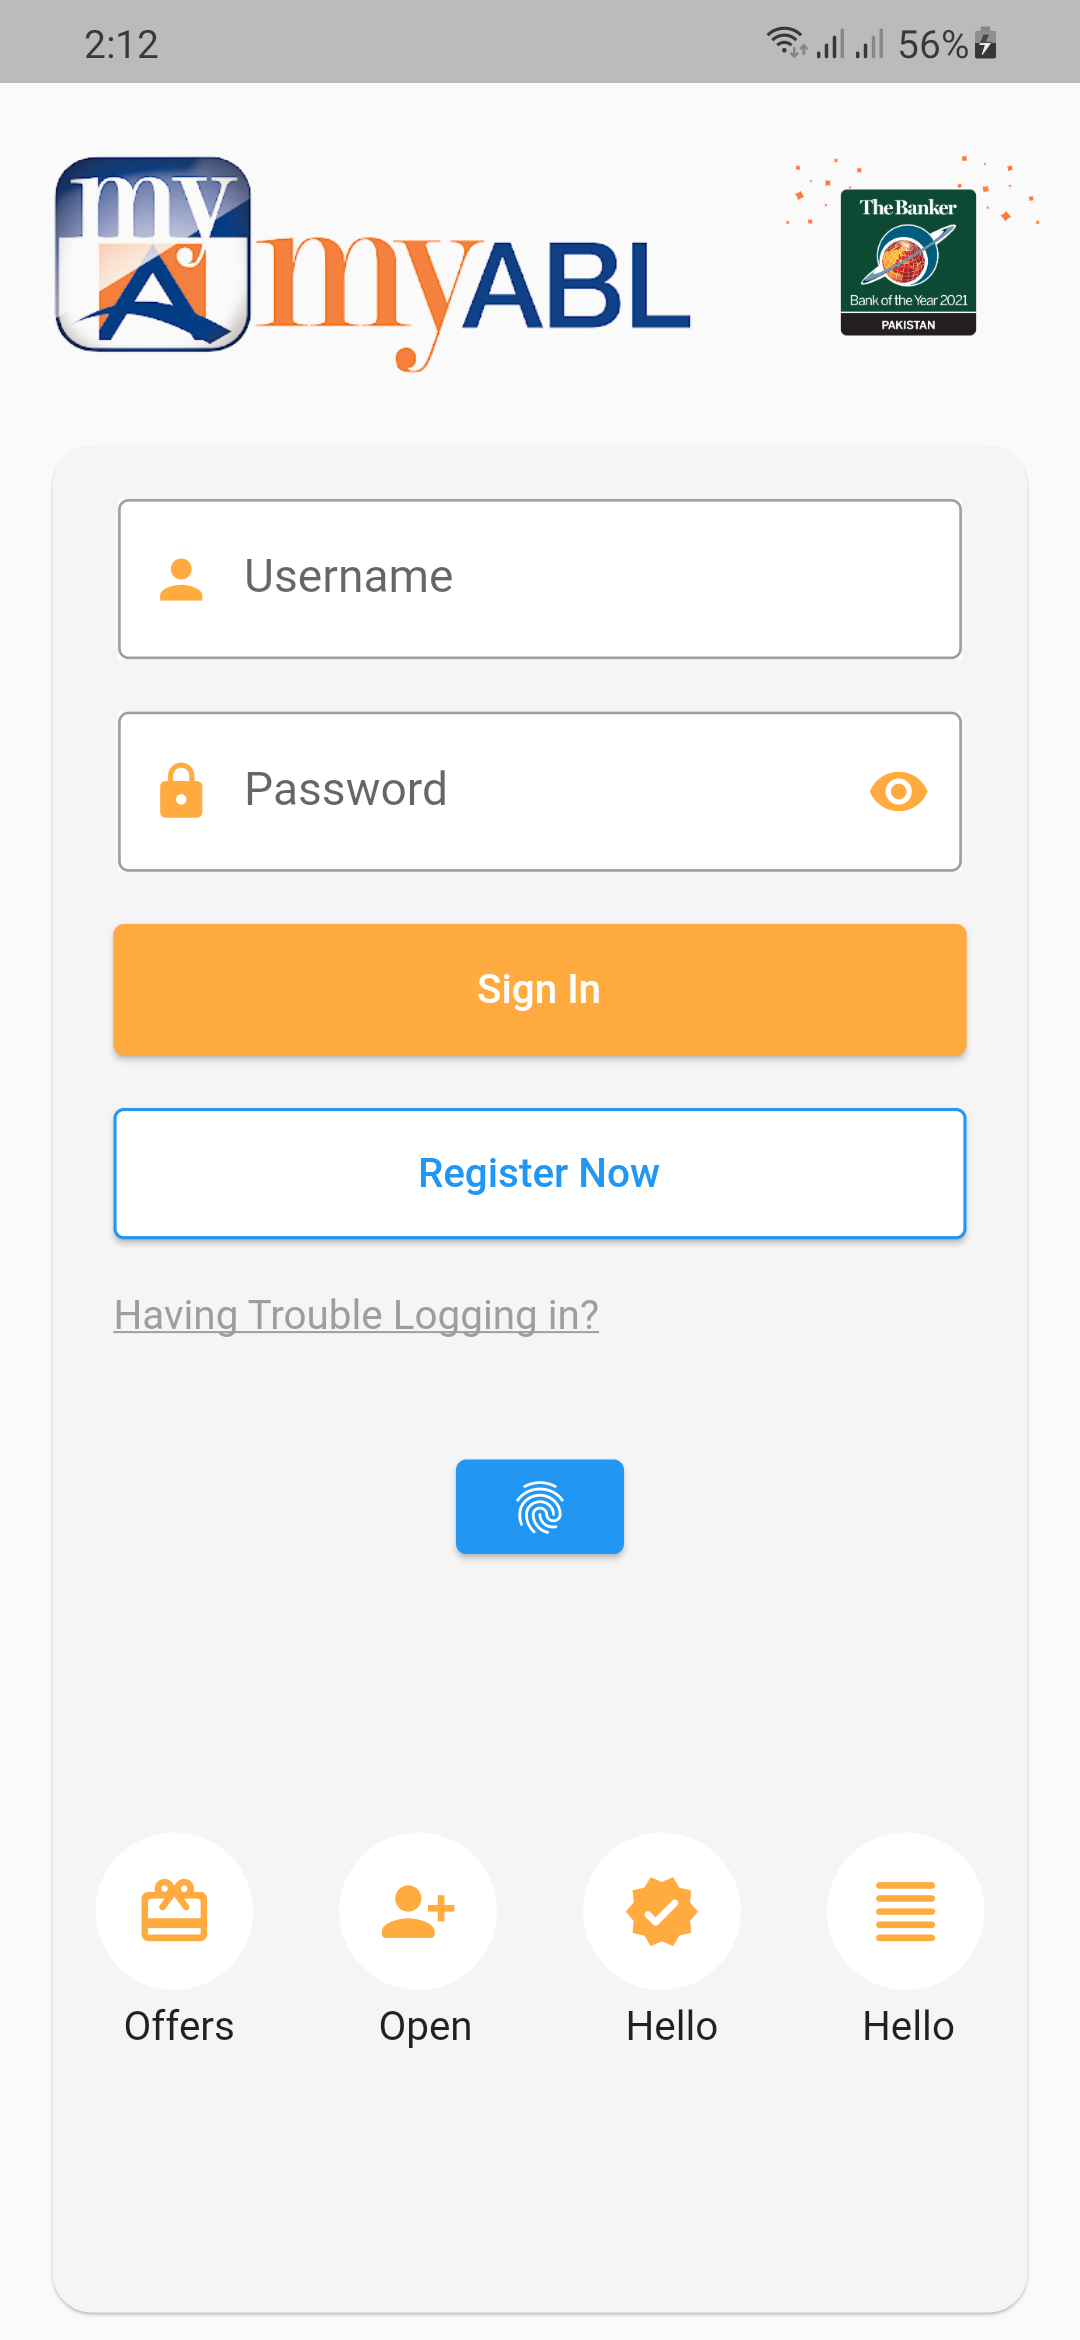 2:12
56%
my
myABL
The Banker
Bank of the Year 2021
PAKISTAN
Username
Password
Sign In
Register Now
Having Trouble Logging in?
Offers
Open
Hello
Hello